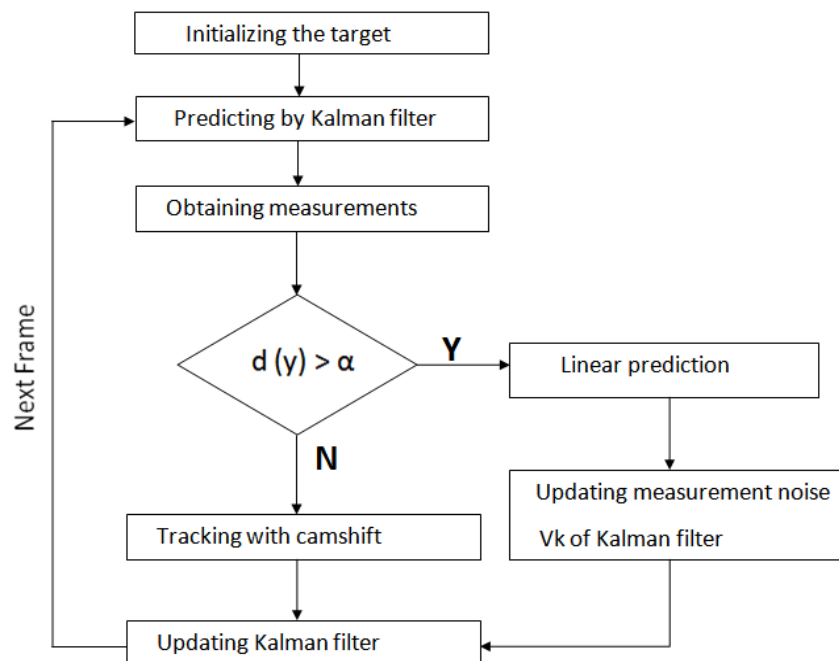 Initializing the target
Predicting by Kalman filter
Obtaining measurements
d (y) > α
Y
Linear prediction
N
Updating measurement noise
Vk of Kalman filter
Tracking with camshift
Updating Kalman filter
Next Frame